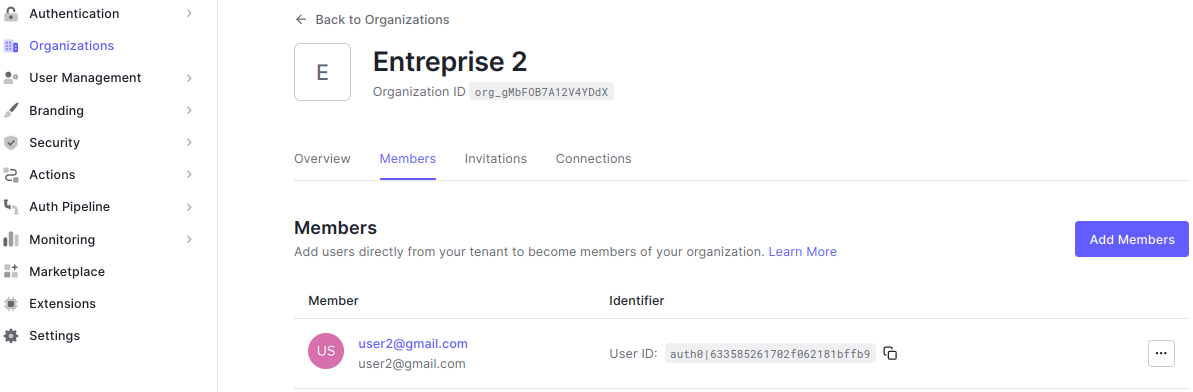 Authentication
Organizations
User Management
Branding
Security
Actions
Auth Pipeline
Monitoring
Marketplace
Extensions
Settings
Back to Organizations
E
Entreprise 2
Organization ID org_gMbFOB7A12V4YDdX
Overview Members Invitations Connections
Members
Add users directly from your tenant to become members of your organization. Learn More
Add Members
Member Identifier
US
user2@gmail.com
user2@gmail.com
User ID: auth0|633585261702f062181bffb9